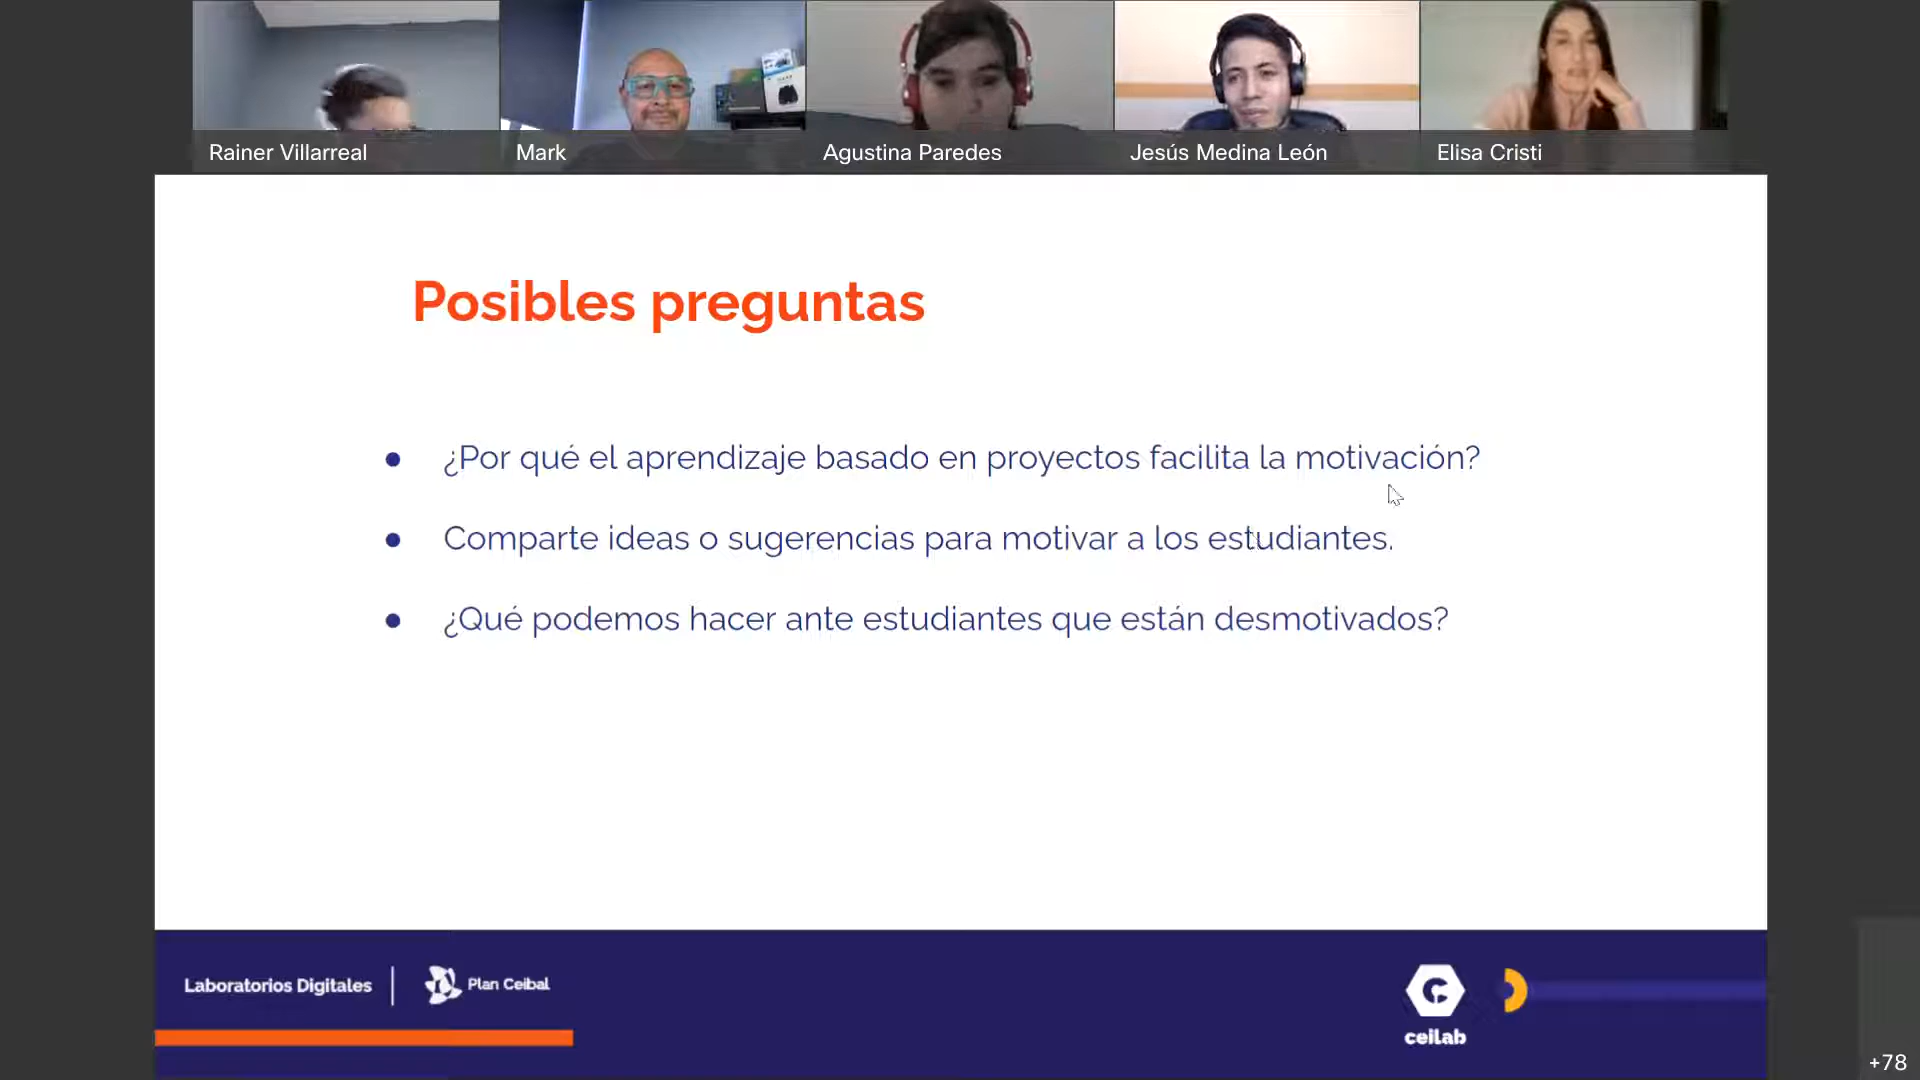 Rainer Villarreal
Mark
Agustina Paredes
Jesús Medina León
Elisa Cristi
Posibles preguntas
● ¿Por qué el aprendizaje basado en proyectos facilita la motivación?
● Comparte ideas o sugerencias para motivar a los estudiantes.
● ¿Qué podemos hacer ante estudiantes que están desmotivados?
Laboratorios Digitales
Plan Ceibal
ceilab
+78